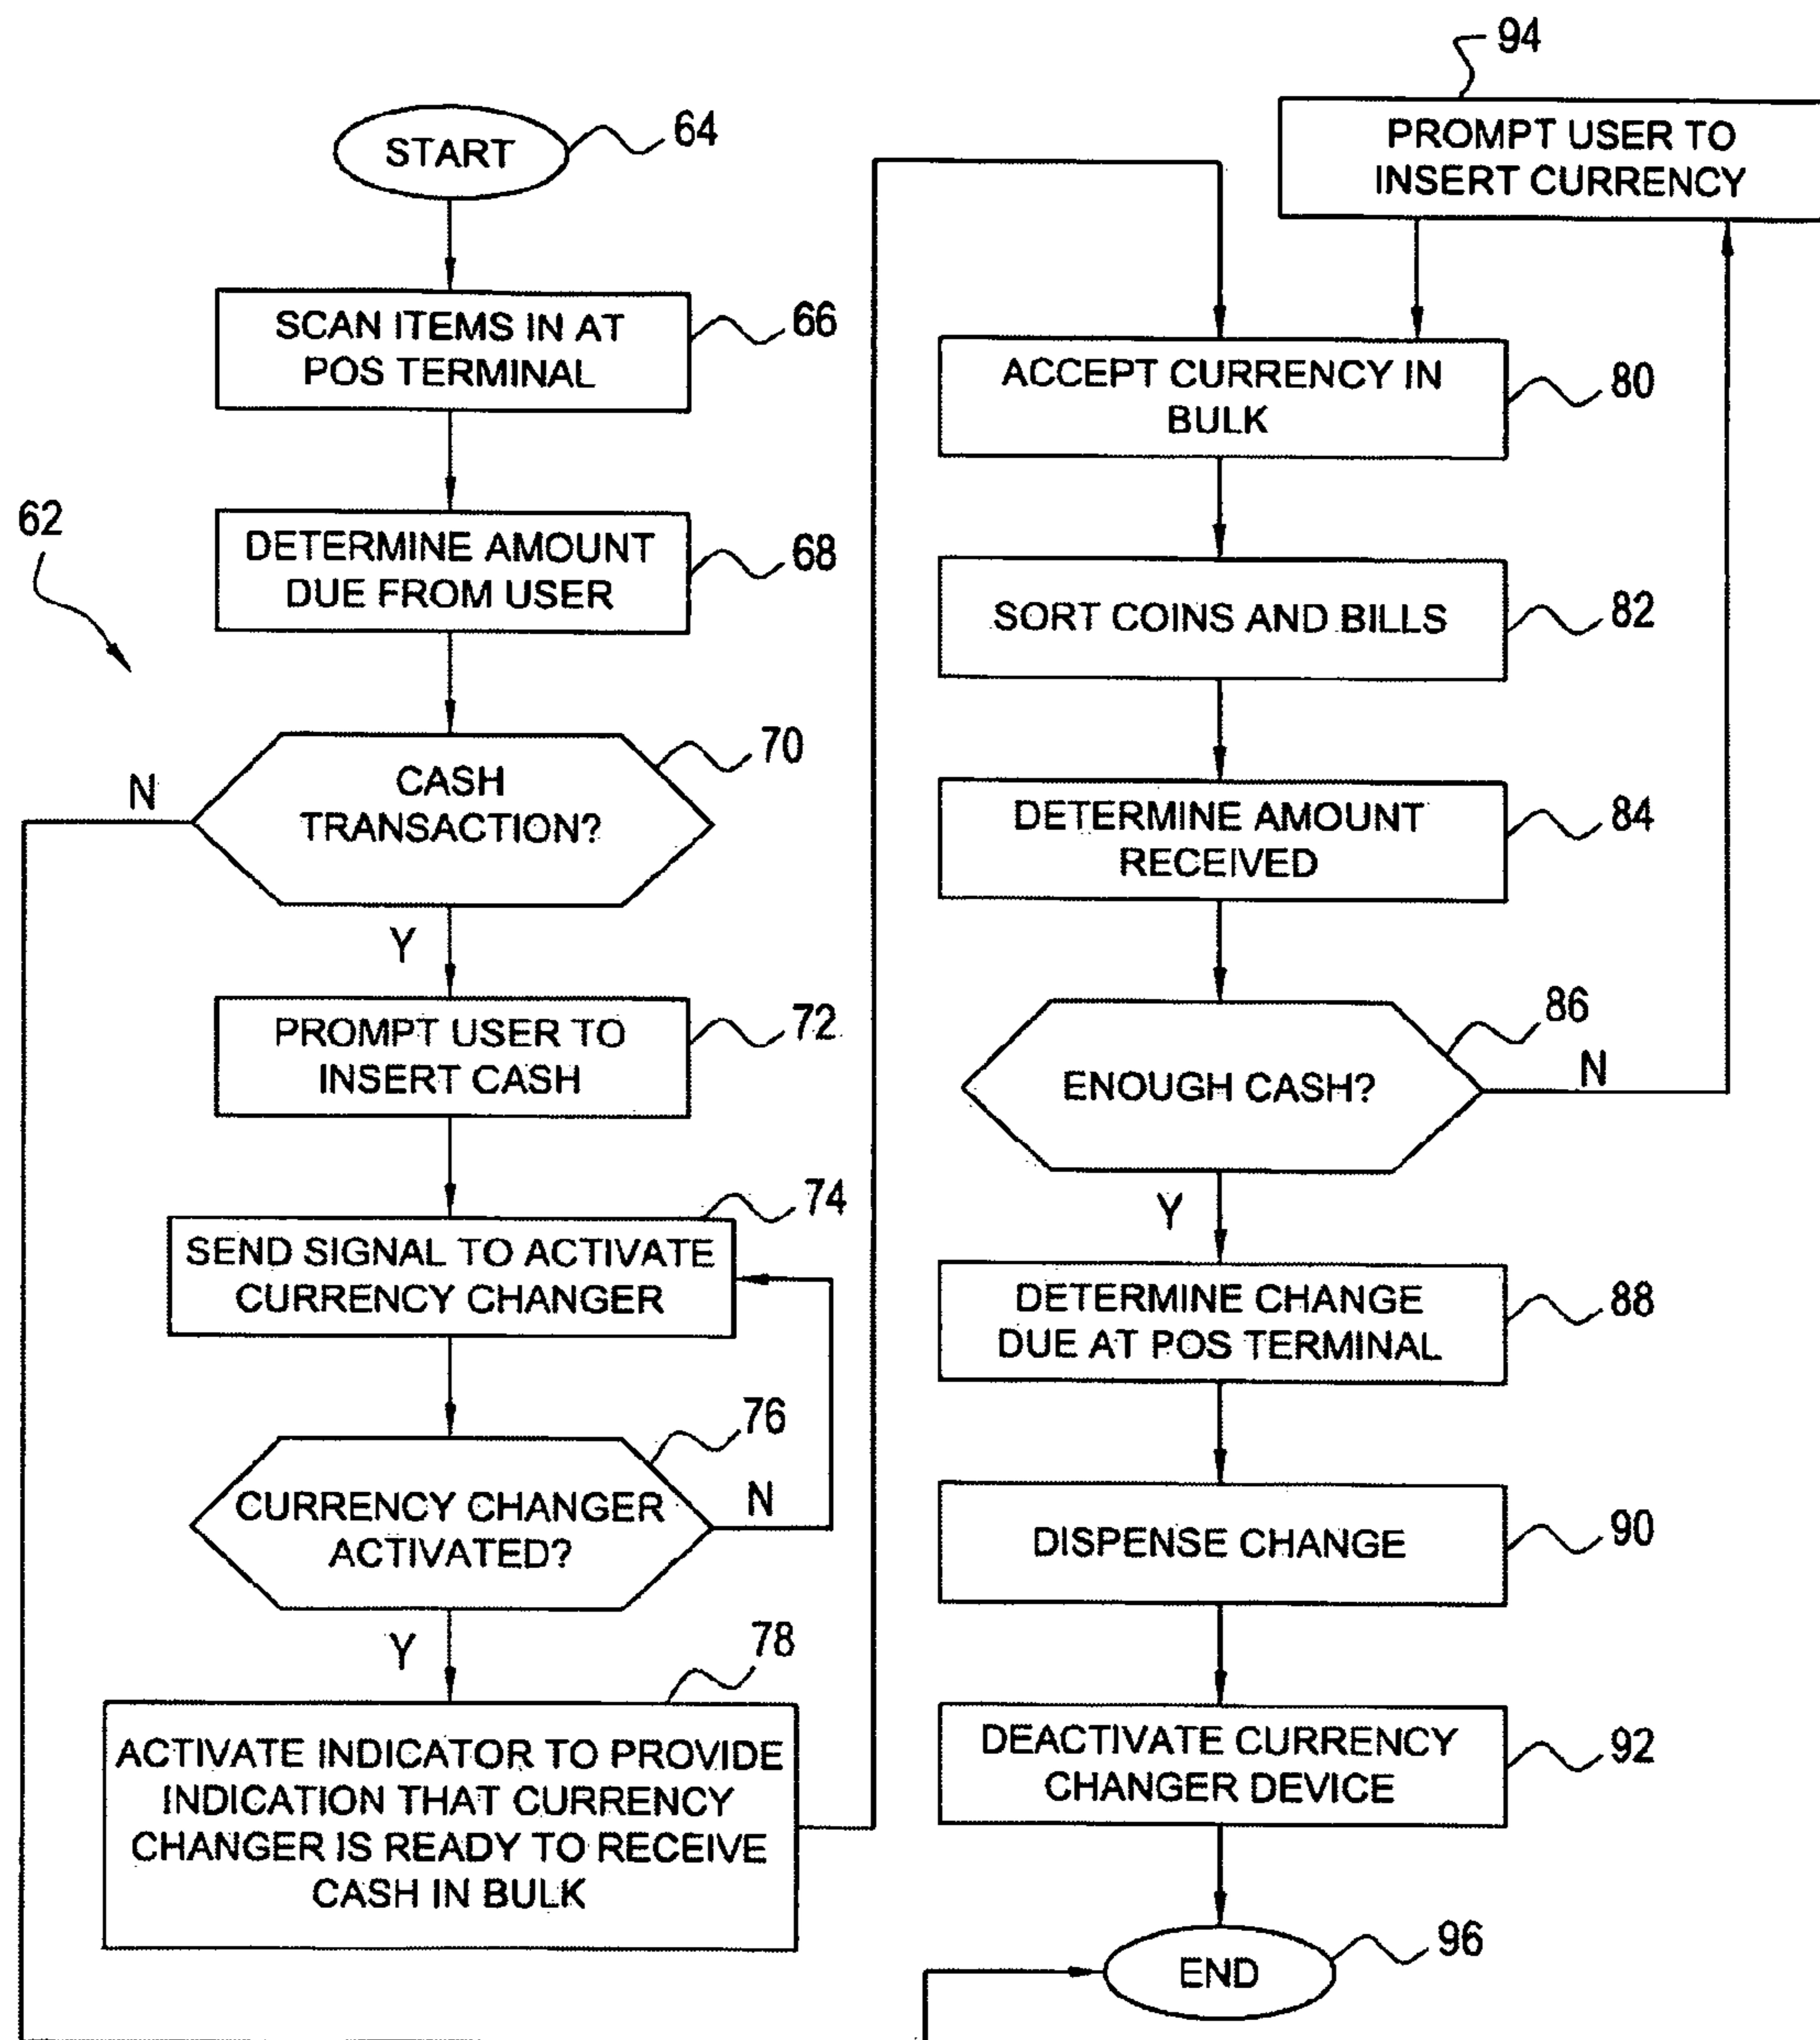 START
64
SCAN ITEMS IN AT
POS TERMINAL
66
DETERMINE AMOUNT
DUE FROM USER
68
62
CASH
TRANSACTION?
70
N
Y
PROMPT USER TO
INSERT CASH
72
SEND SIGNAL TO ACTIVATE
CURRENCY CHANGER
74
CURRENCY CHANGER
ACTIVATED?
76
N
Y
ACTIVATE INDICATOR TO PROVIDE
INDICATION THAT CURRENCY
CHANGER IS READY TO RECEIVE
CASH IN BULK
78
94
PROMPT USER TO
INSERT CURRENCY
ACCEPT CURRENCY IN
BULK
80
SORT COINS AND BILLS
82
DETERMINE AMOUNT
RECEIVED
84
ENOUGH CASH?
86
N
Y
DETERMINE CHANGE
DUE AT POS TERMINAL
88
DISPENSE CHANGE
90
DEACTIVATE CURRENCY
CHANGER DEVICE
92
END
96